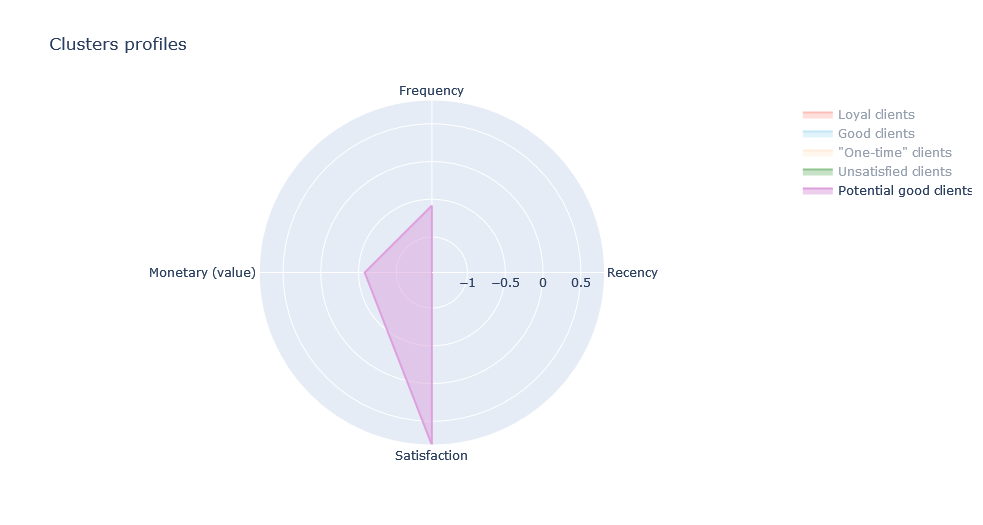 Clusters profiles
Frequency
Loyal clients
Good clients
"One-time" clients
Unsatisfied clients
Potential good clients
Monetary (value)
Recency
−1
−0.5
0
0.5
Satisfaction